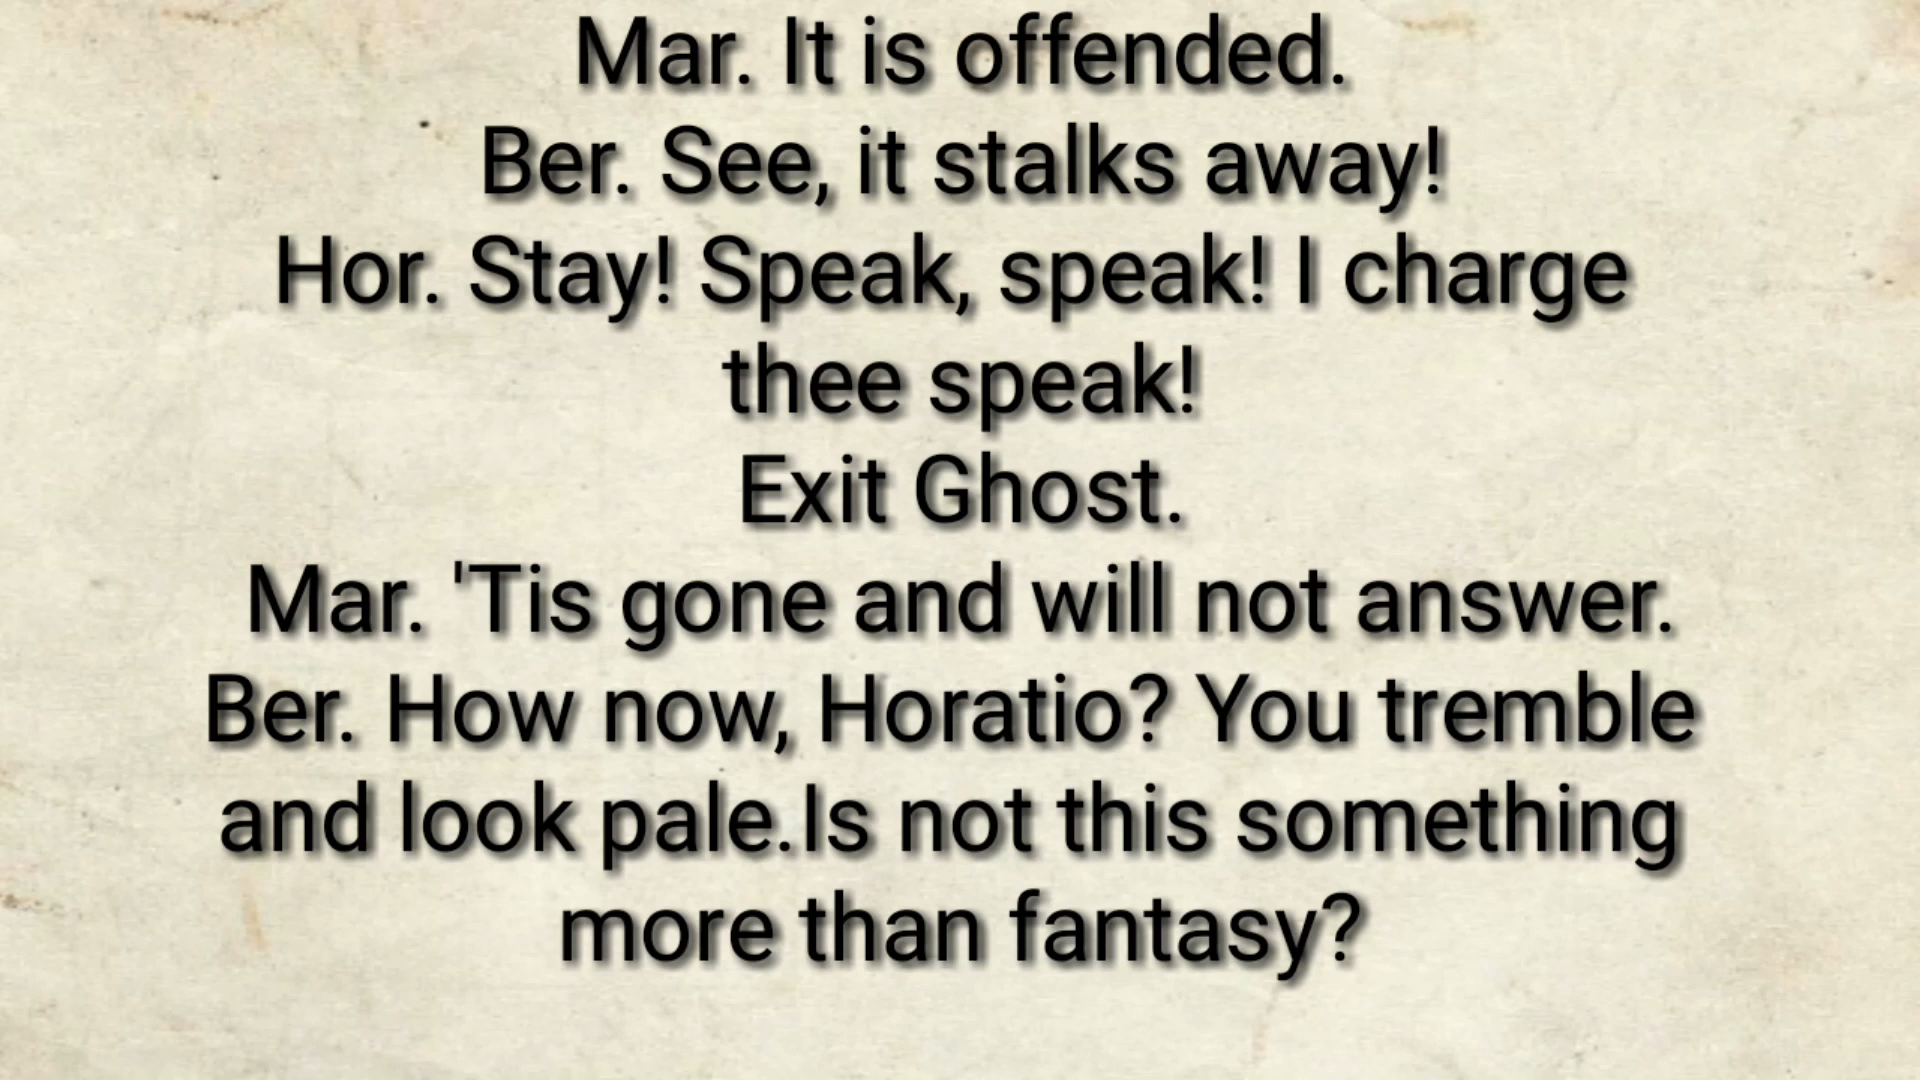 Mar. It is offended.
Ber. See, it stalks away!
Hor. Stay! Speak, speak! I charge
thee speak!
Exit Ghost.
Mar. 'Tis gone and will not answer.
Ber. How now, Horatio? You tremble
and look pale.Is not this something
more than fantasy?